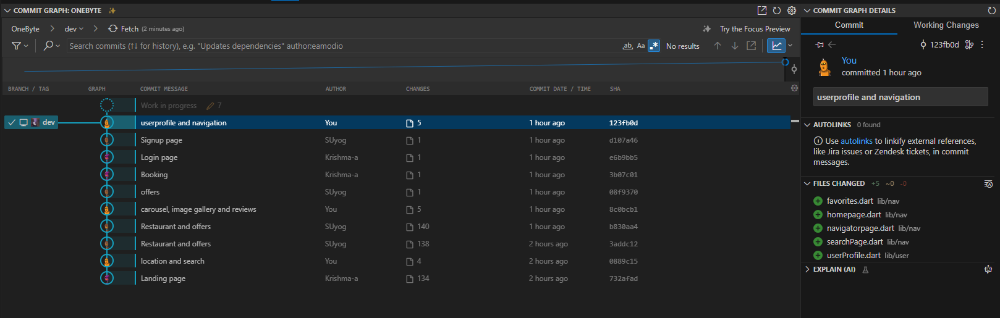 COMMIT GRAPH: ONEBYTE
OneByte > dev > Fetch (2 minutes ago) Try the Focus Preview
Search commits (↑↓ for history), e.g. "Updates dependencies" author:eamodio ab Aa .* No results
BRANCH / TAG GRAPH COMMIT MESSAGE AUTHOR CHANGES COMMIT DATE / TIME SHA
Work in progress 7
dev userprofile and navigation You 5 1 hour ago 123fb0d
Signup page SUyog 1 1 hour ago d107a46
Login page Krishma-a 1 1 hour ago e6b9bb5
Booking Krishma-a 1 1 hour ago 3b07c01
offers SUyog 1 1 hour ago 08f9370
carousel, image gallery and reviews You 5 1 hour ago 8c0bcb1
Restaurant and offers SUyog 140 1 hour ago b830aa4
Restaurant and offers SUyog 138 2 hours ago 3addc12
location and search You 4 2 hours ago 0889c15
Landing page Krishma-a 134 2 hours ago 732afad
COMMIT GRAPH DETAILS
Commit Working Changes
123fb0d
You
committed 1 hour ago
userprofile and navigation
AUTOLINKS 0 found
Use autolinks to linkify external references,
like Jira issues or Zendesk tickets, in commit
messages.
FILES CHANGED +5 ~0 -0
favorites.dart lib/nav
homepage.dart lib/nav
navigatorpage.dart lib/nav
searchPage.dart lib/nav
userProfile.dart lib/user
EXPLAIN (AI)